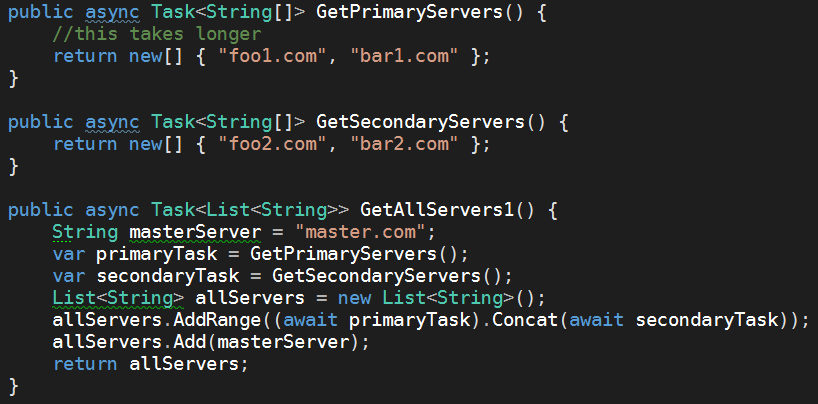 public async Task<String[]> GetPrimaryServers() {
    //this takes longer
    return new[] { "foo1.com", "bar1.com" };
}

public async Task<String[]> GetSecondaryServers() {
    return new[] { "foo2.com", "bar2.com" };
}

public async Task<List<String>> GetAllServers1() {
    String masterServer = "master.com";
    var primaryTask = GetPrimaryServers();
    var secondaryTask = GetSecondaryServers();
    List<String> allServers = new List<String>();
    allServers.AddRange((await primaryTask).Concat(await secondaryTask));
    allServers.Add(masterServer);
    return allServers;
}